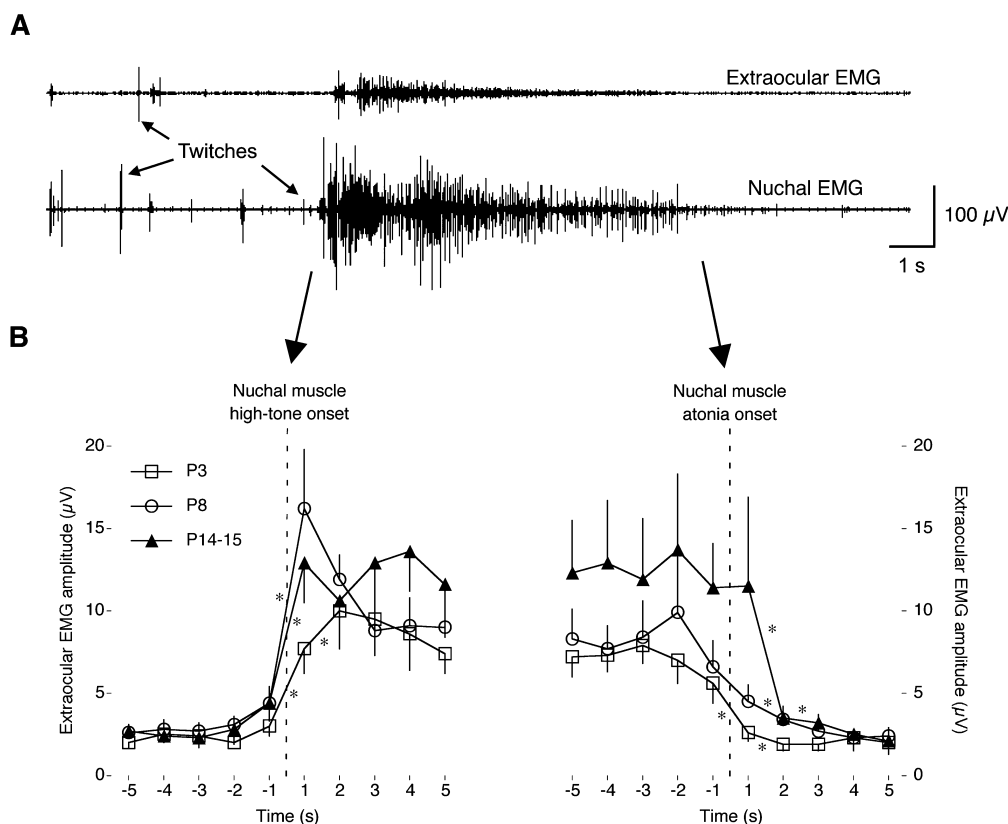 A
Extraocular EMG
Twitches
Nuchal EMG
100 µV
1 s
B
Nuchal muscle
high-tone onset
Nuchal muscle
atonia onset
20
15
10
5
0
Extraocular EMG amplitude (µV)
P3
P8
P14-15
*
*
*
*
-5 -4 -3 -2 -1 1 2 3 4 5
Time (s)
*
*
*
*
*
-5 -4 -3 -2 -1 1 2 3 4 5
Time (s)
20
15
10
5
0
Extraocular EMG amplitude (µV)